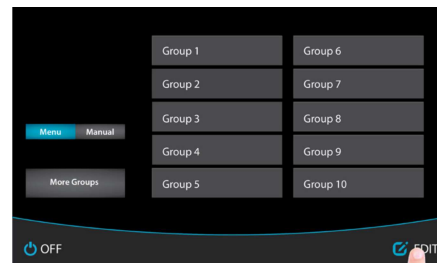 Group 1
Group 6
Group 2
Group 7
Group 3
Group 8
Menu
Manual
Group 4
Group 9
More Groups
Group 5
Group 10
OFF
EDIT